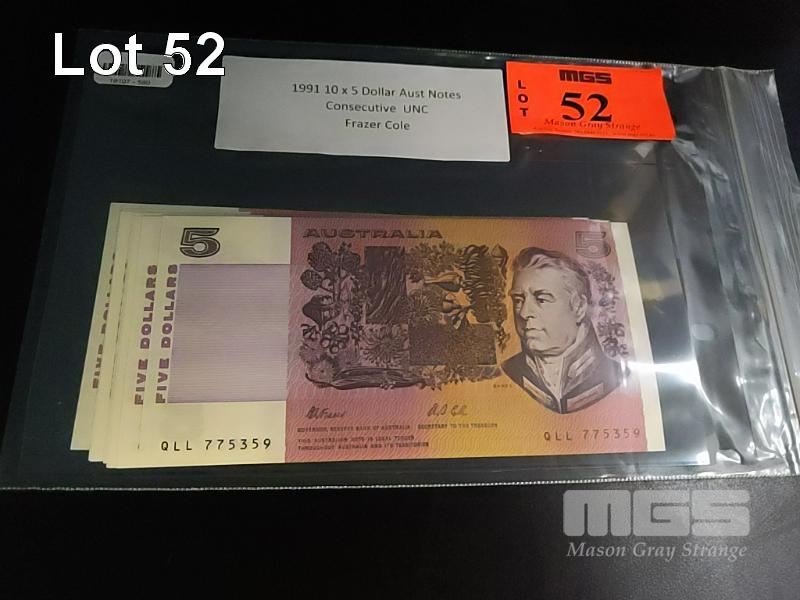 Lot 52
1991 10 x 5 Dollar Aust Notes
Consecutive UNC
Frazer Cole
MGS
LOT
52
Mason Gray Strange
5
AUSTRALIA
5
FIVE DOLLARS
FIVE DOLLARS
FIVE DOLLARS
BANKS
GOVERNOR, RESERVE BANK OF AUSTRALIA SECRETARY TO THE TREASURY
THIS AUSTRALIAN NOTE IS LEGAL TENDER
THROUGHOUT AUSTRALIA AND ITS TERRITORIES
QLL 775359
QLL 775359
MGS
Mason Gray Strange